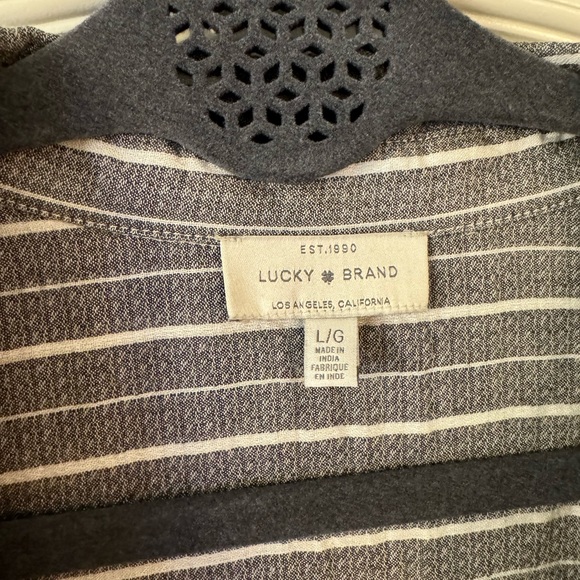 EST.1990
LUCKY BRAND
LOS ANGELES, CALIFORNIA
L/G
MADE IN
INDIA
FABRIQUE
EN INDE